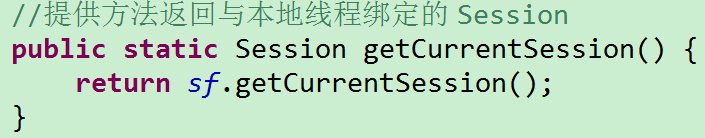 //提供方法返回与本地线程绑定的Session
public static Session getCurrentSession() {
    return sf.getCurrentSession();
}